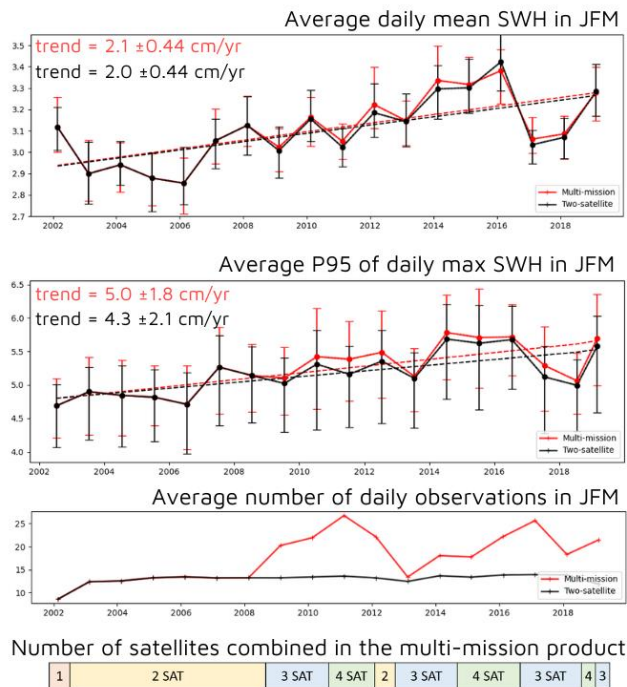 Average daily mean SWH in JFM
trend = 2.1 ±0.44 cm/yr
trend = 2.0 ±0.44 cm/yr
3.5
3.4
3.3
3.2
3.1
3.0
2.9
2.8
2.7
Multi-mission
Two-satellite
2002 2004 2006 2008 2010 2012 2014 2016 2018
Average P95 of daily max SWH in JFM
trend = 5.0 ±1.8 cm/yr
trend = 4.3 ±2.1 cm/yr
6.5
6.0
5.5
5.0
4.5
4.0
Multi-mission
Two-satellite
2002 2004 2006 2008 2010 2012 2014 2016 2018
Average number of daily observations in JFM
25
20
15
10
Multi-mission
Two-satellite
2002 2004 2006 2008 2010 2012 2014 2016 2018
Number of satellites combined in the multi-mission product
1 2 SAT 3 SAT 4 SAT 2 3 SAT 4 SAT 3 SAT 4 3